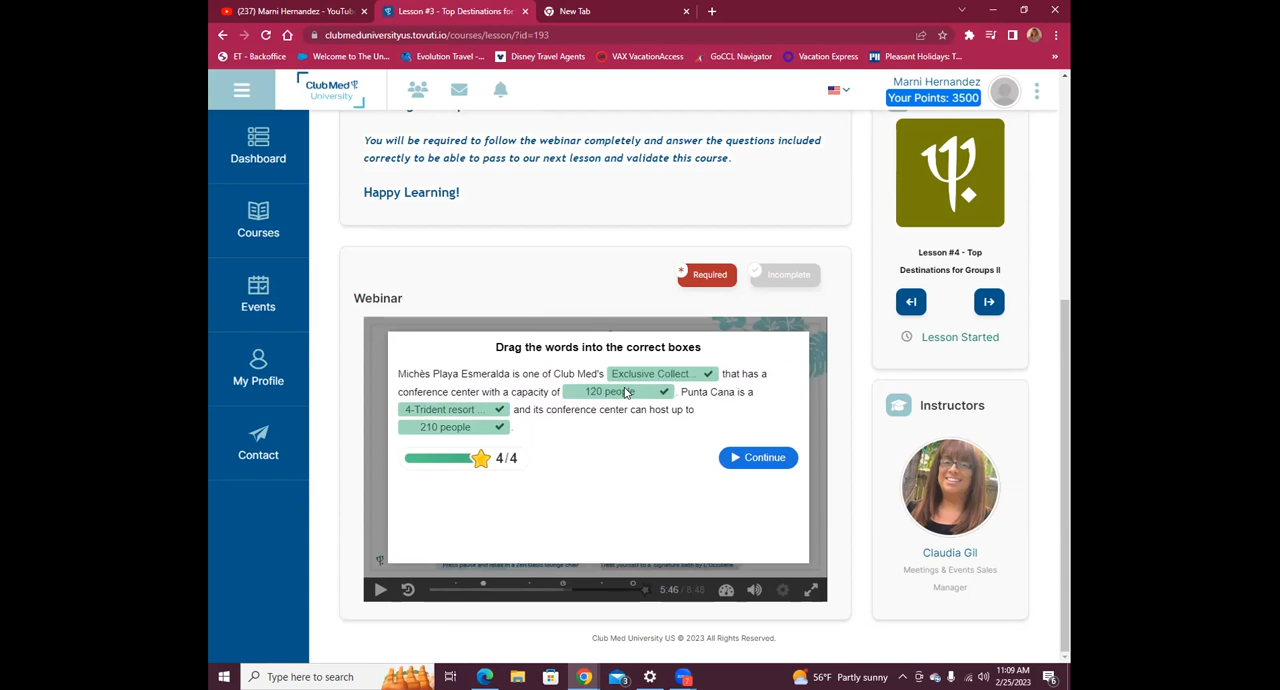 (237) Marni Hernandez - YouTub
Lesson #3 - Top Destinations for
New Tab
clubmeduniversityus.tovuti.io/courses/lesson/?id=193
ET - Backoffice
Welcome to The Un...
Evolution Travel -...
Disney Travel Agents
VAX VacationAccess
GoCCL Navigator
Vacation Express
Pleasant Holidays: T...
Club Med
University
Marni Hernandez
Your Points: 3500
Dashboard
Courses
Events
My Profile
Contact
You will be required to follow the webinar completely and answer the questions included
correctly to be able to pass to our next lesson and validate this course.
Happy Learning!
Required
Incomplete
Webinar
Drag the words into the correct boxes
Michès Playa Esmeralda is one of Club Med's Exclusive Collect... that has a
conference center with a capacity of 120 people . Punta Cana is a
4-Trident resort ... and its conference center can host up to
210 people .
4/4
Continue
5:46 / 8:48
Lesson #4 - Top
Destinations for Groups II
Lesson Started
Instructors
Claudia Gil
Meetings & Events Sales
Manager
Club Med University US © 2023 All Rights Reserved.
Type here to search
56°F Partly sunny
11:09 AM
2/25/2023